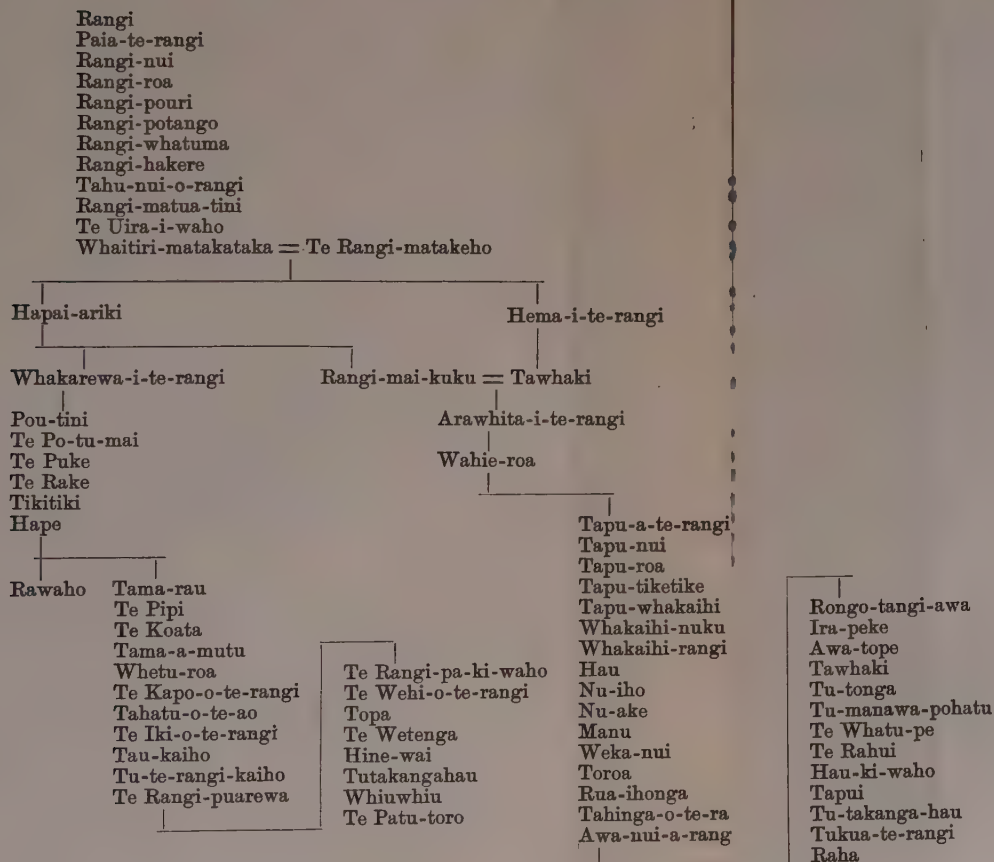 Rangi
Paia-te-rangi
Rangi-nui
Rangi-roa
Rangi-pouri
Rangi-potango
Rangi-whatuma
Rangi-hakere
Tahu-nui-o-rangi
Rangi-matua-tini
Te Uira-i-waho
Whaitiri-matakataka = Te Rangi-matakeho
Hapai-ariki
Hema-i-te-rangi
Whakarewa-i-te-rangi
Rangi-mai-kuku = Tawhaki
Pou-tini
Te Po-tu-mai
Te Puke
Te Rake
Tikitiki
Hape
Arawhita-i-te-rangi
Wahie-roa
Rawaho
Tama-rau
Te Pipi
Te Koata
Tama-a-mutu
Whetu-roa
Te Kapo-o-te-rangi
Tahatu-o-te-ao
Te Iki-o-te-rangi
Tau-kaiho
Tu-te-rangi-kaiho
Te Rangi-puarewa
Te Rangi-pa-ki-waho
Te Wehi-o-te-rangi
Topa
Te Wetenga
Hine-wai
Tutakangahau
Whiuwhiu
Te Patu-toro
Tapu-a-te-rangi
Tapu-nui
Tapu-roa
Tapu-tiketike
Tapu-whakaihi
Whakaihi-nuku
Whakaihi-rangi
Hau
Nu-iho
Nu-ake
Manu
Weka-nui
Toroa
Rua-ihonga
Tahinga-o-te-ra
Awa-nui-a-rang
Rongo-tangi-awa
Ira-peke
Awa-tope
Tawhaki
Tu-tonga
Tu-manawa-pohatu
Te Whatu-pe
Te Rahui
Hau-ki-waho
Tapui
Tu-takanga-hau
Tukua-te-rangi
Raha